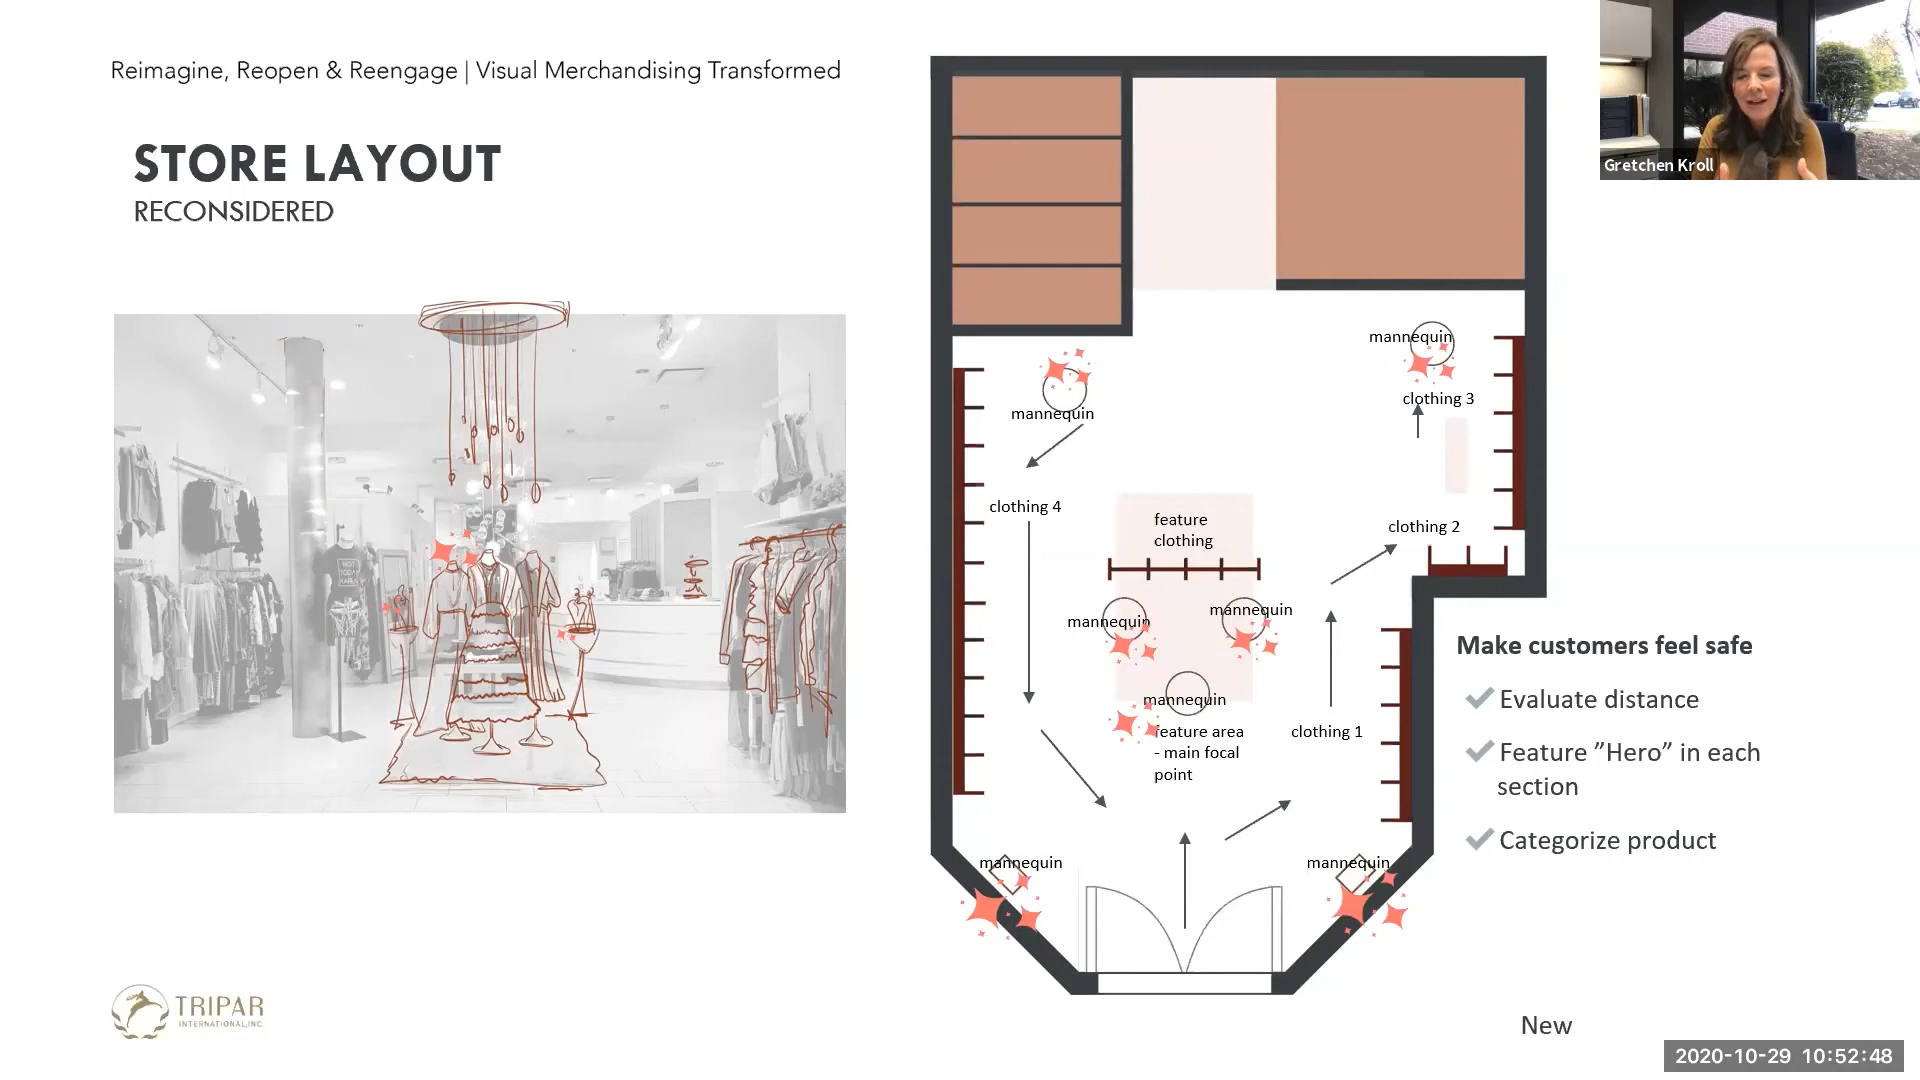 Reimagine, Reopen & Reengage | Visual Merchandising Transformed
STORE LAYOUT
RECONSIDERED
Gretchen Kroll
mannequin
clothing 3
mannequin
clothing 4
feature
clothing
clothing 2
mannequin
mannequin
mannequin
feature area
- main focal
point
clothing 1
mannequin
mannequin
Make customers feel safe
Evaluate distance
Feature ”Hero” in each
section
Categorize product
TRIPAR
INTERNATIONAL, INC.
New
2020-10-29 10:52:48